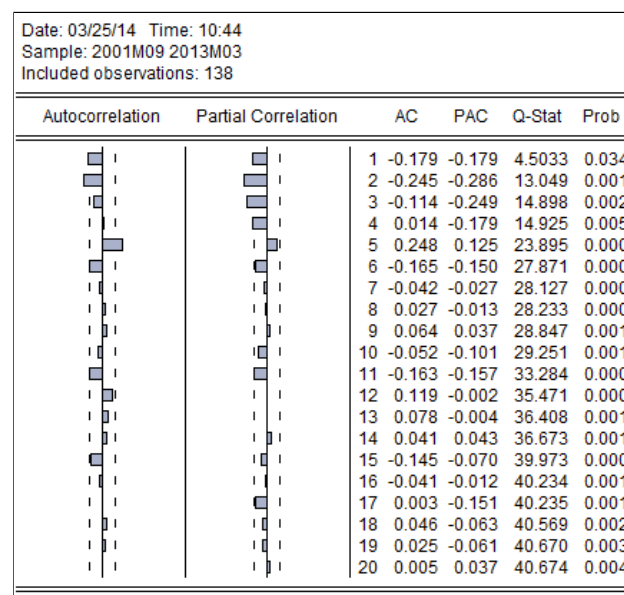 Date: 03/25/14 Time: 10:44
Sample: 2001M09 2013M03
Included observations: 138
Autocorrelation Partial Correlation AC PAC Q-Stat Prob
1 -0.179 -0.179 4.5033 0.034
2 -0.245 -0.286 13.049 0.001
3 -0.114 -0.249 14.898 0.002
4 0.014 -0.179 14.925 0.005
5 0.248 0.125 23.895 0.000
6 -0.165 -0.150 27.871 0.000
7 -0.042 -0.027 28.127 0.000
8 0.027 -0.013 28.233 0.000
9 0.064 0.037 28.847 0.001
10 -0.052 -0.101 29.251 0.001
11 -0.163 -0.157 33.284 0.000
12 0.119 -0.002 35.471 0.000
13 0.078 -0.004 36.408 0.001
14 0.041 0.043 36.673 0.001
15 -0.145 -0.070 39.973 0.000
16 -0.041 -0.012 40.234 0.001
17 0.003 -0.151 40.235 0.001
18 0.046 -0.063 40.569 0.002
19 0.025 -0.061 40.670 0.003
20 0.005 0.037 40.674 0.004